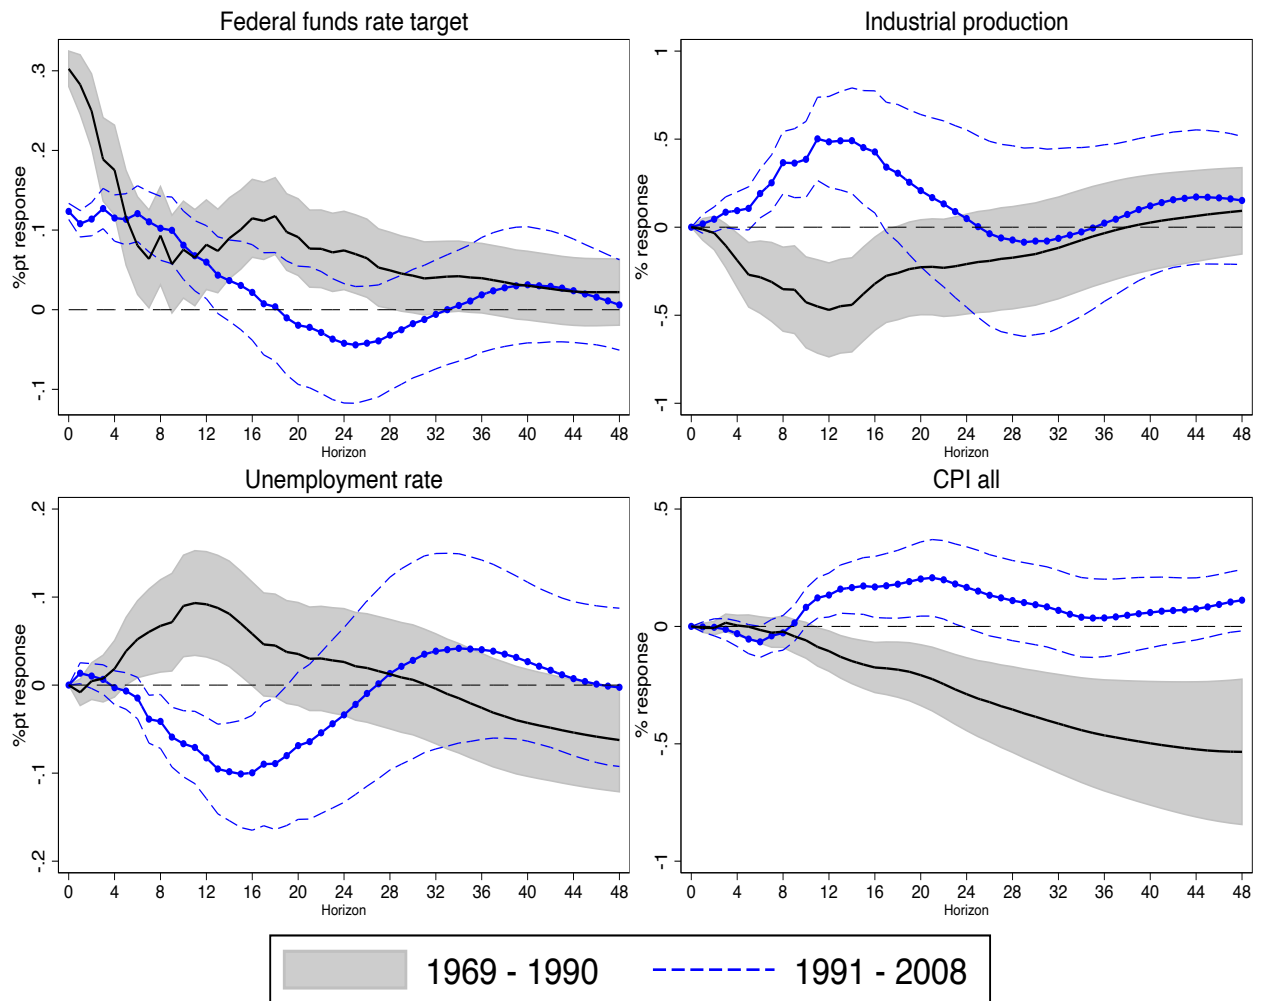 Federal funds rate target
%pt response
.3
.2
.1
0
-.1
0 4 8 12 16 20 24 28 32 36 40 44 48
Horizon
Industrial production
% response
1
.5
0
-.5
-1
0 4 8 12 16 20 24 28 32 36 40 44 48
Horizon
Unemployment rate
%pt response
.2
.1
0
-.1
-.2
0 4 8 12 16 20 24 28 32 36 40 44 48
Horizon
CPI all
% response
.5
0
-.5
-1
0 4 8 12 16 20 24 28 32 36 40 44 48
Horizon
1969 - 1990 1991 - 2008